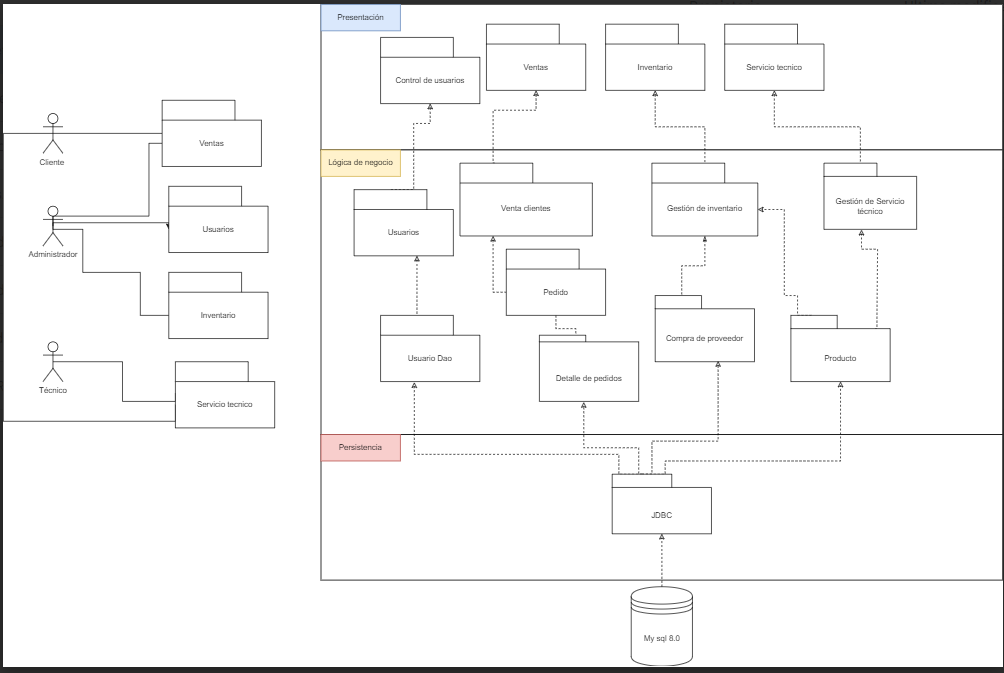 Presentación
Control de usuarios
Ventas
Inventario
Servicio tecnico
Cliente
Ventas
Administrador
Usuarios
Inventario
Técnico
Servicio tecnico
Lógica de negocio
Usuarios
Venta clientes
Gestión de inventario
Gestión de Servicio
técnico
Pedido
Usuario Dao
Detalle de pedidos
Compra de proveedor
Producto
Persistencia
JDBC
My sql 8.0